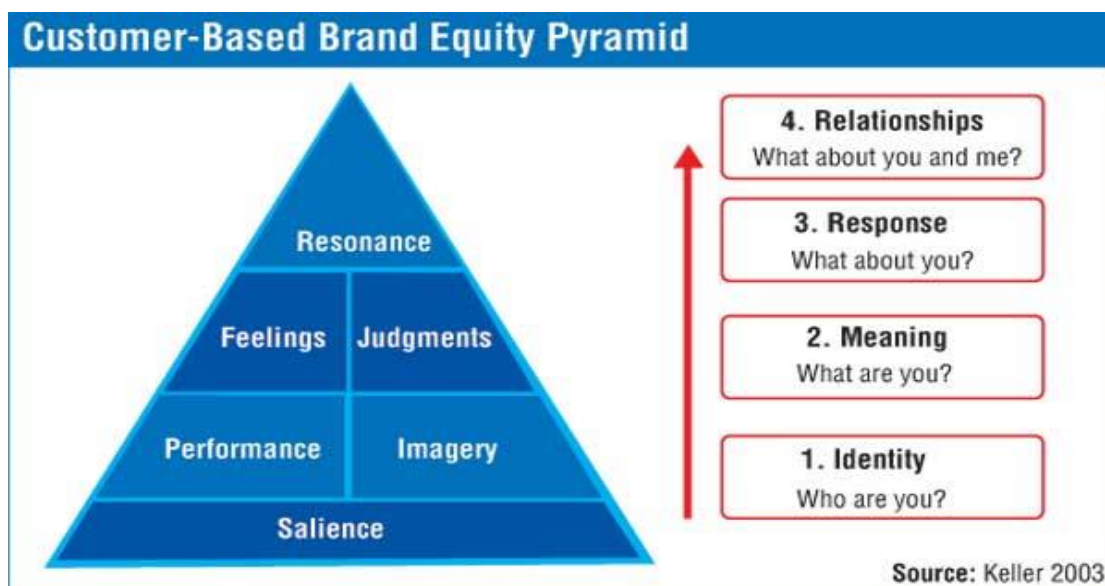 Customer-Based Brand Equity Pyramid
Resonance
Feelings
Judgments
Performance
Imagery
Salience
4. Relationships
What about you and me?
3. Response
What about you?
2. Meaning
What are you?
1. Identity
Who are you?
Source: Keller 2003